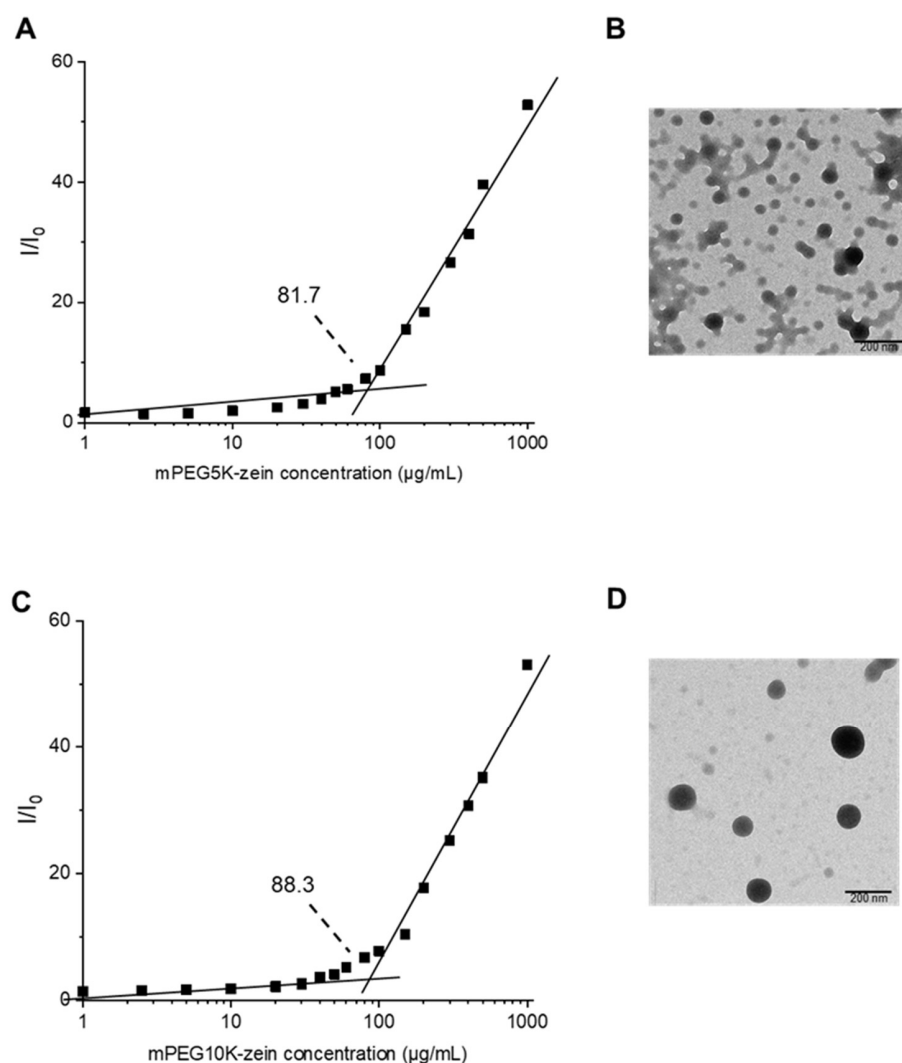 A
B
60
40
20
0
I/I₀
81.7
1 10 100 1000
mPEG5K-zein concentration (µg/mL)
200 nm
C
D
60
40
20
0
I/I₀
88.3
1 10 100 1000
mPEG10K-zein concentration (µg/mL)
200 nm